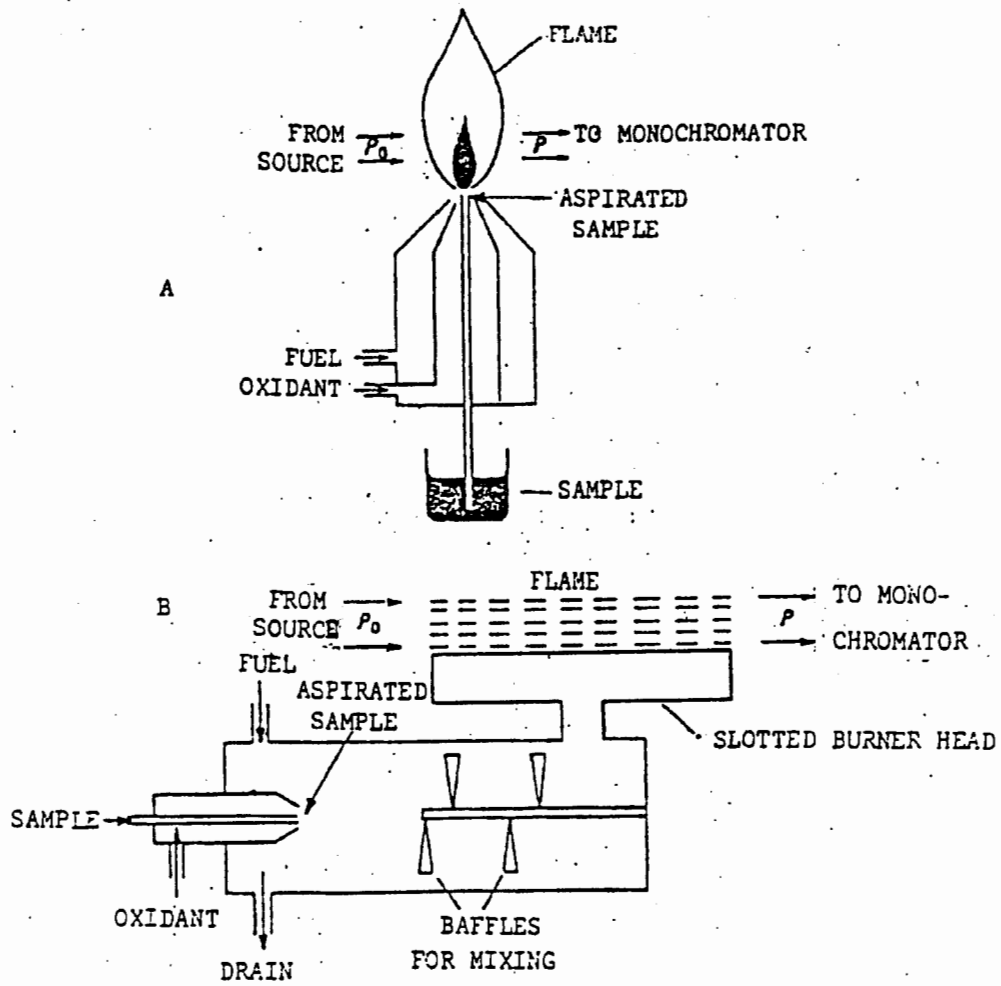 FLAME
FROM
SOURCE
P₀
P
TO MONOCHROMATOR
ASPIRATED
SAMPLE
A
FUEL
OXIDANT
SAMPLE
B
FLAME
FROM
SOURCE
P₀
P
TO MONO-
CHROMATOR
FUEL
ASPIRATED
SAMPLE
SLOTTED BURNER HEAD
SAMPLE
OXIDANT
BAFFLES
FOR MIXING
DRAIN